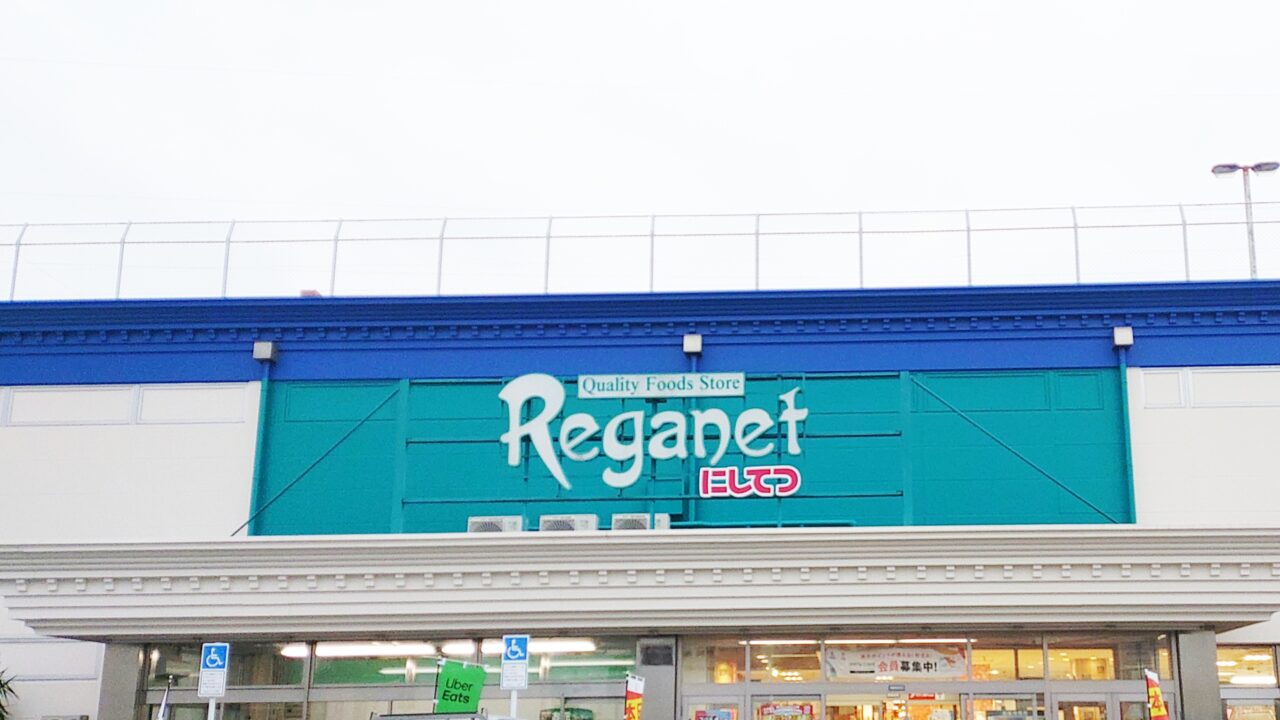 Quality Foods Store
Reganet
にしてつ
会員募集中!
Uber
Eats